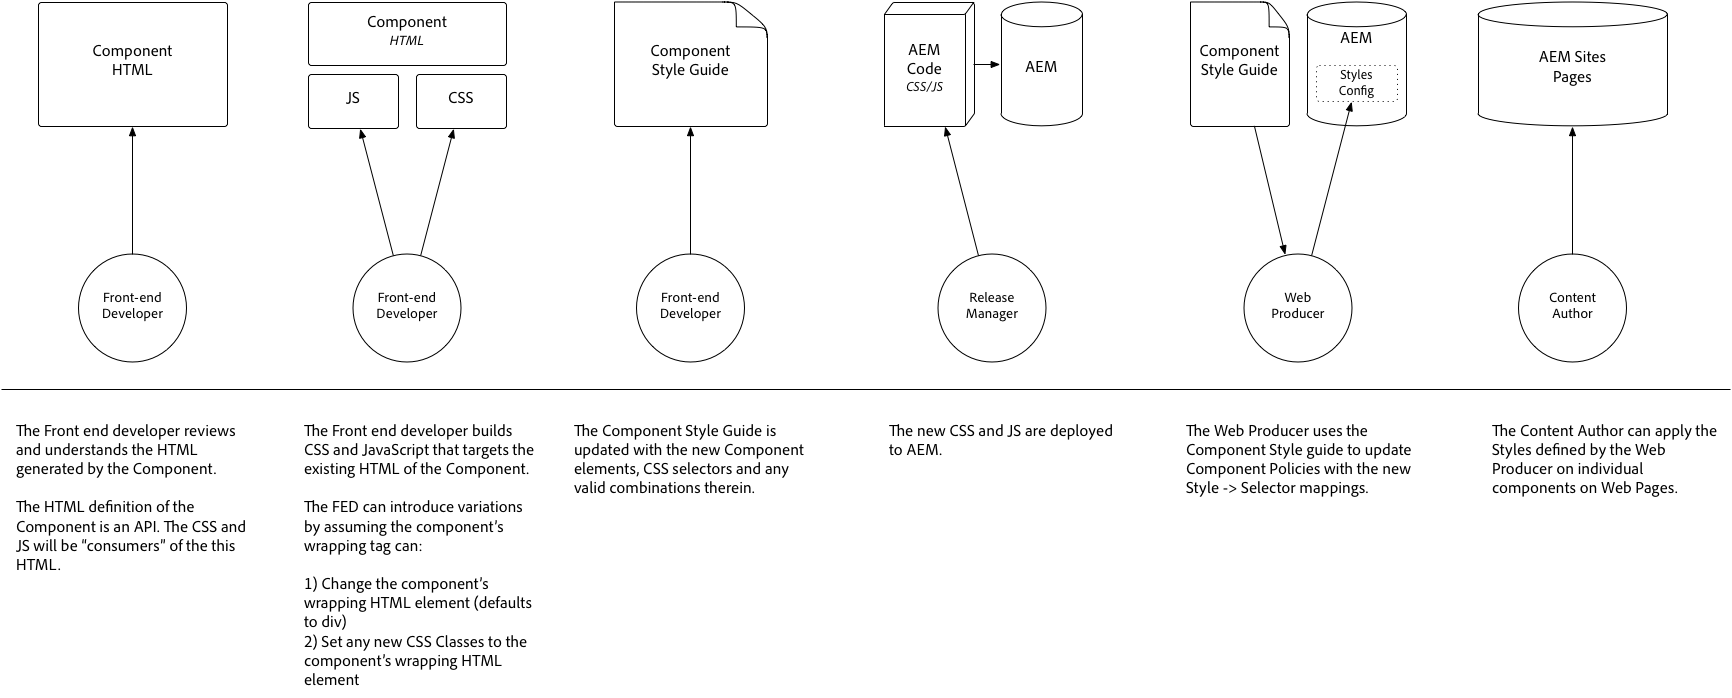 Component
HTML
Component
HTML
JS
CSS
Component
Style Guide
AEM
Code
CSS/JS
AEM
Component
Style Guide
AEM
Styles
Config
AEM Sites
Pages
Front-end
Developer
Front-end
Developer
Front-end
Developer
Release
Manager
Web
Producer
Content
Author
The Front end developer reviews
and understands the HTML
generated by the Component.
The HTML definition of the
Component is an API. The CSS and
JS will be “consumers” of the this
HTML.
The Front end developer builds
CSS and JavaScript that targets the
existing HTML of the Component.
The FED can introduce variations
by assuming the component’s
wrapping tag can:
1) Change the component’s
wrapping HTML element (defaults
to div)
2) Set any new CSS Classes to the
component’s wrapping HTML
element
The Component Style Guide is
updated with the new Component
elements, CSS selectors and any
valid combinations therein.
The new CSS and JS are deployed
to AEM.
The Web Producer uses the
Component Style guide to update
Component Policies with the new
Style -> Selector mappings.
The Content Author can apply the
Styles defined by the Web
Producer on individual
components on Web Pages.